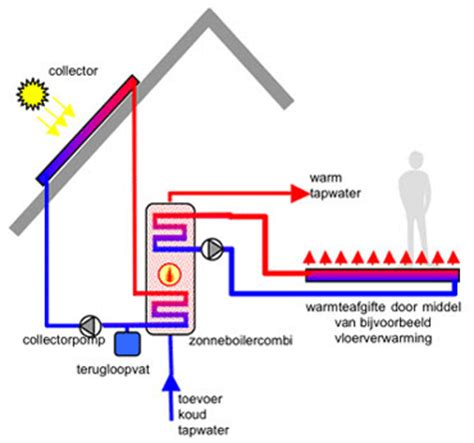 collector
warm
tapwater
warmteafgifte door middel
van bijvoorbeeld
vloerverwarming
collectorpomp
zonneboilercombi
terugloopvat
toevoer
koud
tapwater